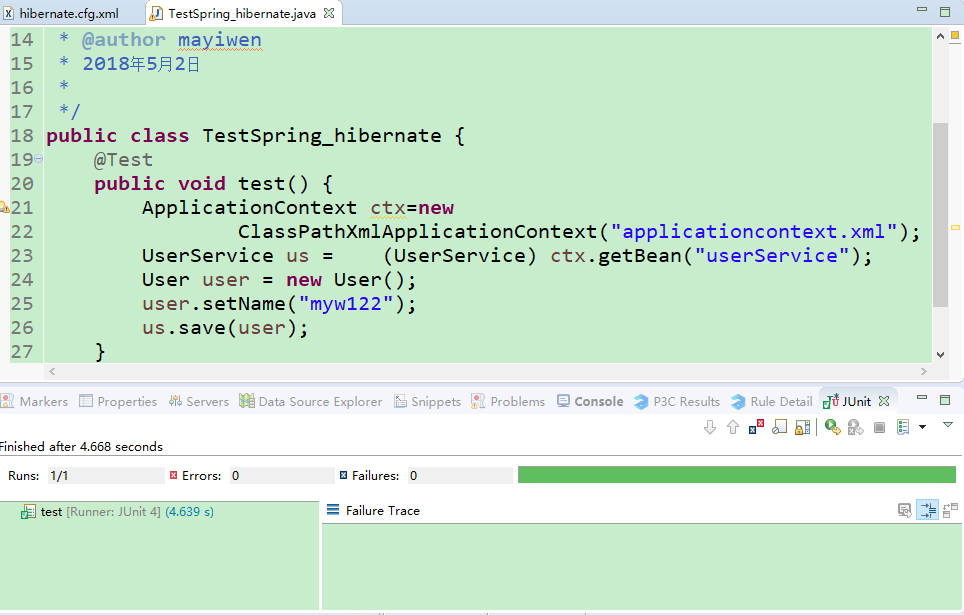 hibernate.cfg.xml
TestSpring_hibernate.java
14 * @author mayiwen
15 * 2018年5月2日
16 *
17 */
18 public class TestSpring_hibernate {
19 @Test
20 public void test() {
21 ApplicationContext ctx=new
22 ClassPathXmlApplicationContext("applicationcontext.xml");
23 UserService us = (UserService) ctx.getBean("userService");
24 User user = new User();
25 user.setName("myw122");
26 us.save(user);
27 }
Markers Properties Servers Data Source Explorer Snippets Problems Console P3C Results Rule Detail JUnit
Finished after 4.668 seconds
Runs: 1/1 Errors: 0 Failures: 0
test [Runner: JUnit 4] (4.639 s)
Failure Trace